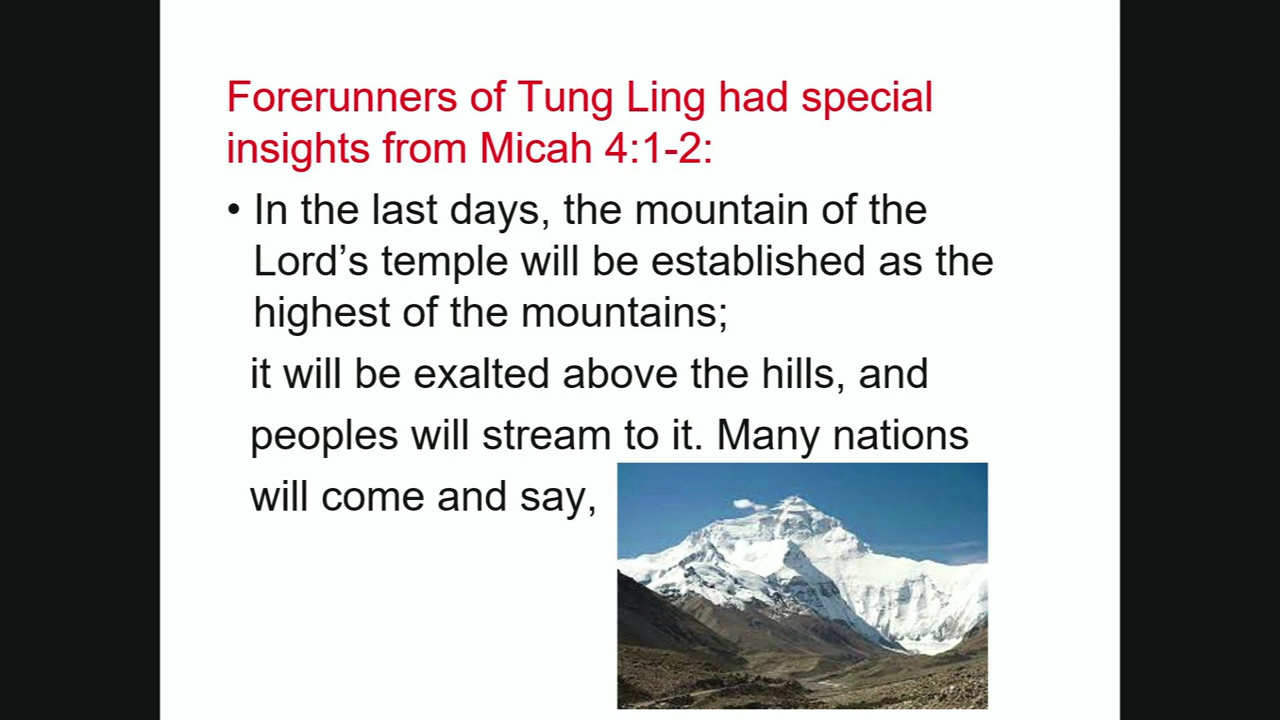 Forerunners of Tung Ling had special
insights from Micah 4:1-2:
• In the last days, the mountain of the
Lord’s temple will be established as the
highest of the mountains;
it will be exalted above the hills, and
peoples will stream to it. Many nations
will come and say,